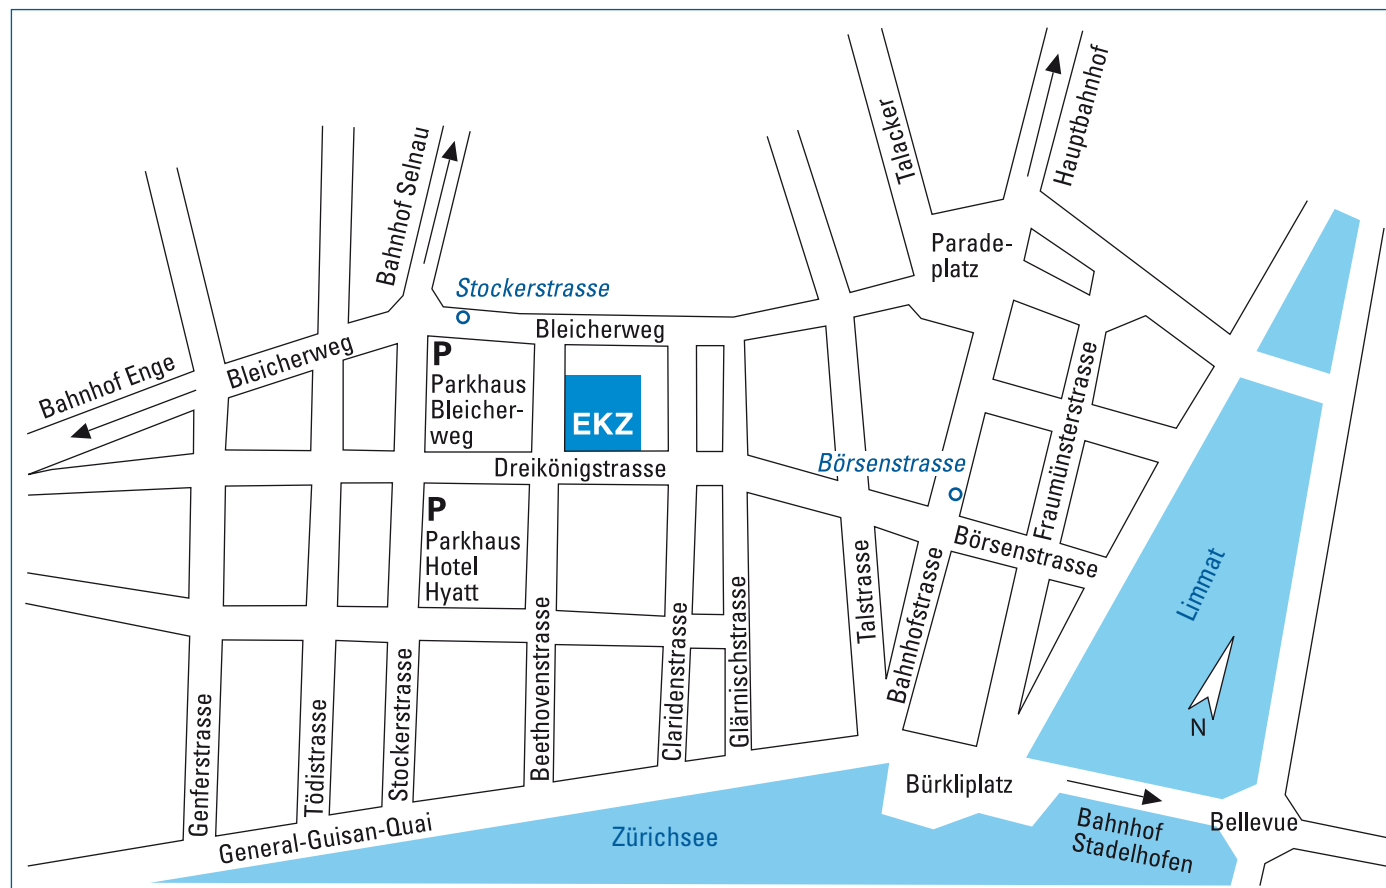 Talacker
Hauptbahnhof
Bahnhof Selnau
Parade-
platz
Stockerstrasse
Bleicherweg
Bleicherweg
Bahnhof Enge
P
Parkhaus
Bleicher-
weg
EKZ
Fraumünsterstrasse
Dreikönigstrasse
Börsenstrasse
P
Parkhaus
Hotel
Hyatt
Börsenstrasse
Limmat
Talstrasse
Bahnhofstrasse
Genferstrasse
Tödistrasse
Stockerstrasse
Beethovenstrasse
Claridenstrasse
Glärnischstrasse
N
Bürkliplatz
General-Guisan-Quai
Zürichsee
Bahnhof
Stadelhofen
Bellevue